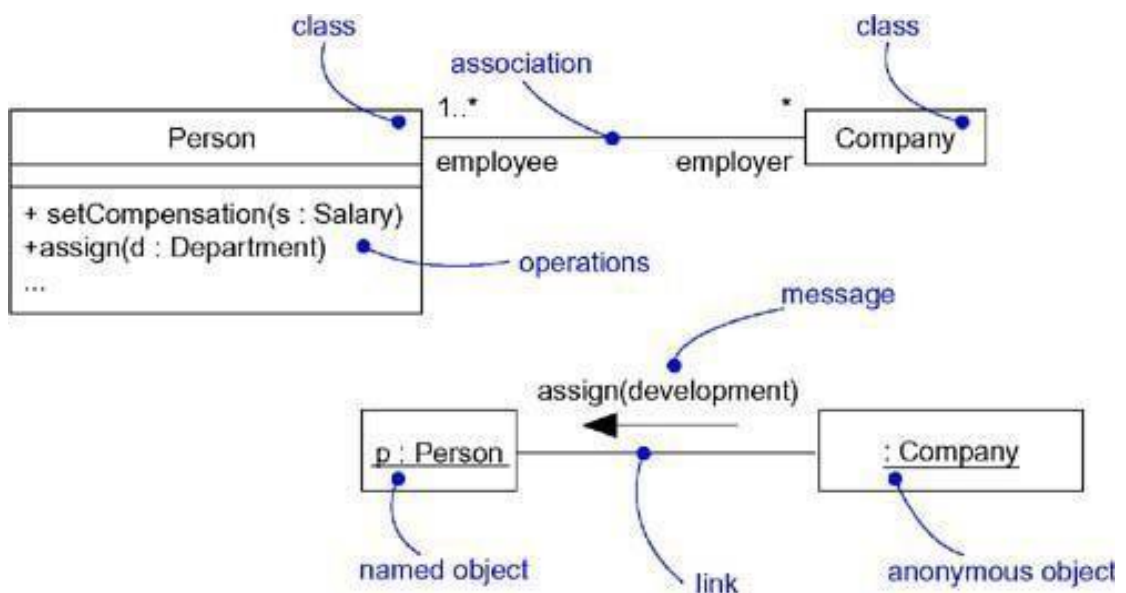 class
class
association
1..*
*
Person
Company
employee
employer
+ setCompensation(s : Salary)
+assign(d : Department)
...
operations
message
assign(development)
p : Person
: Company
named object
link
anonymous object